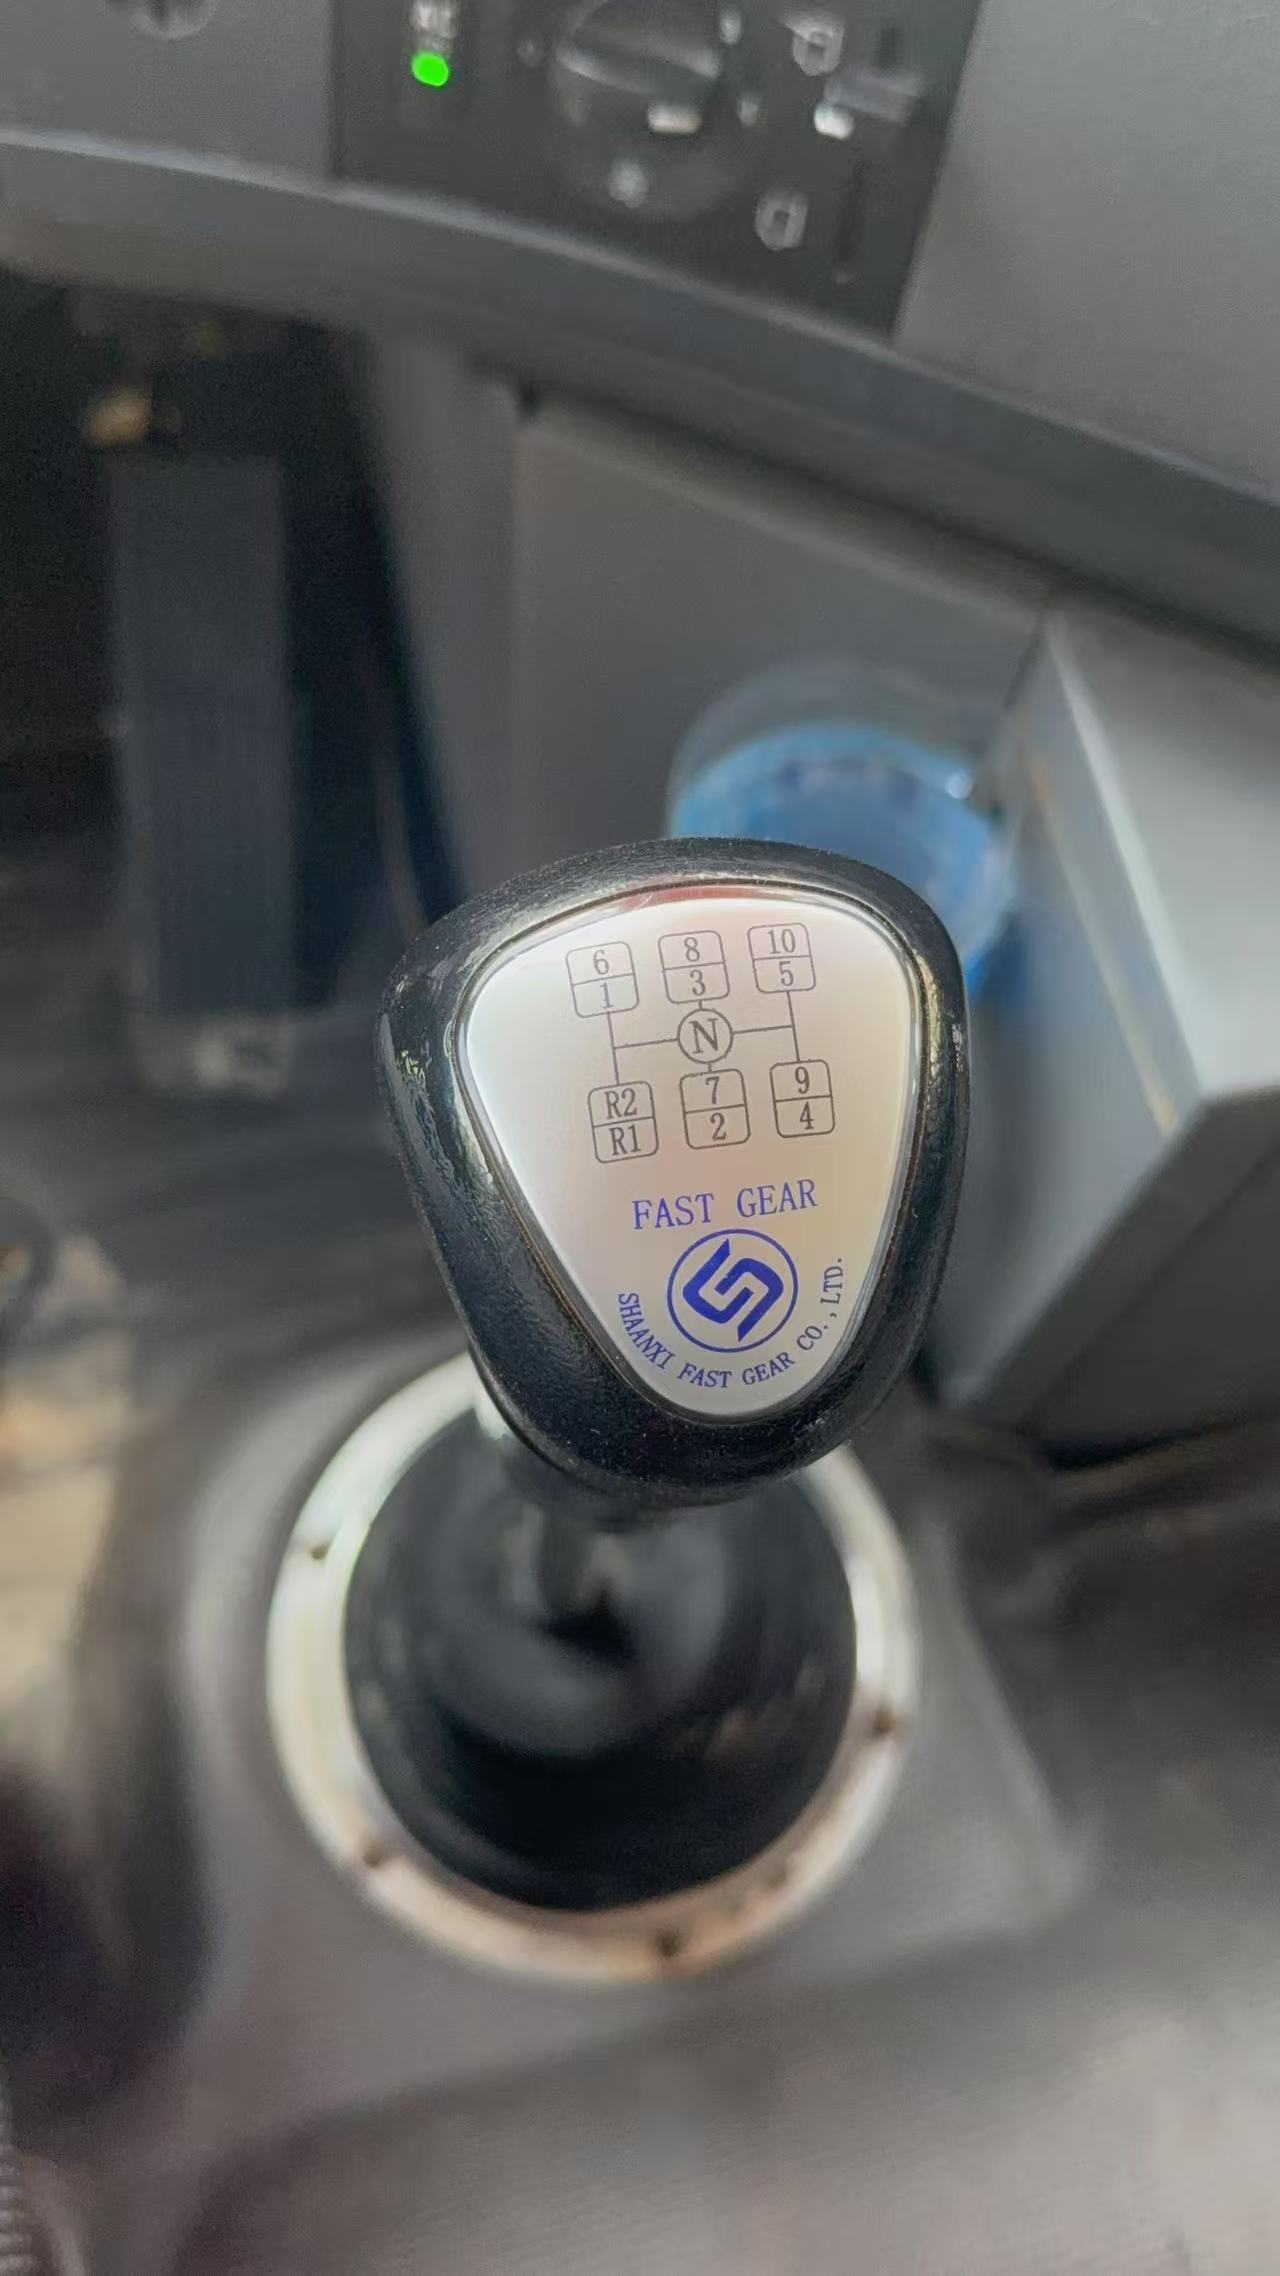 6 8 10
1 3 5
N
R2 7 9
R1 2 4
FAST GEAR
SHAANXI FAST GEAR CO.,LTD.